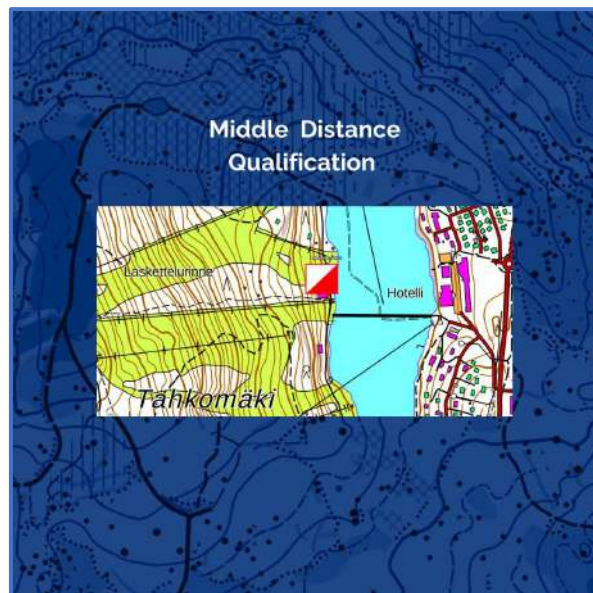 Middle Distance
Qualification
Laskettelurinne
Hotelli
Tahkomäki